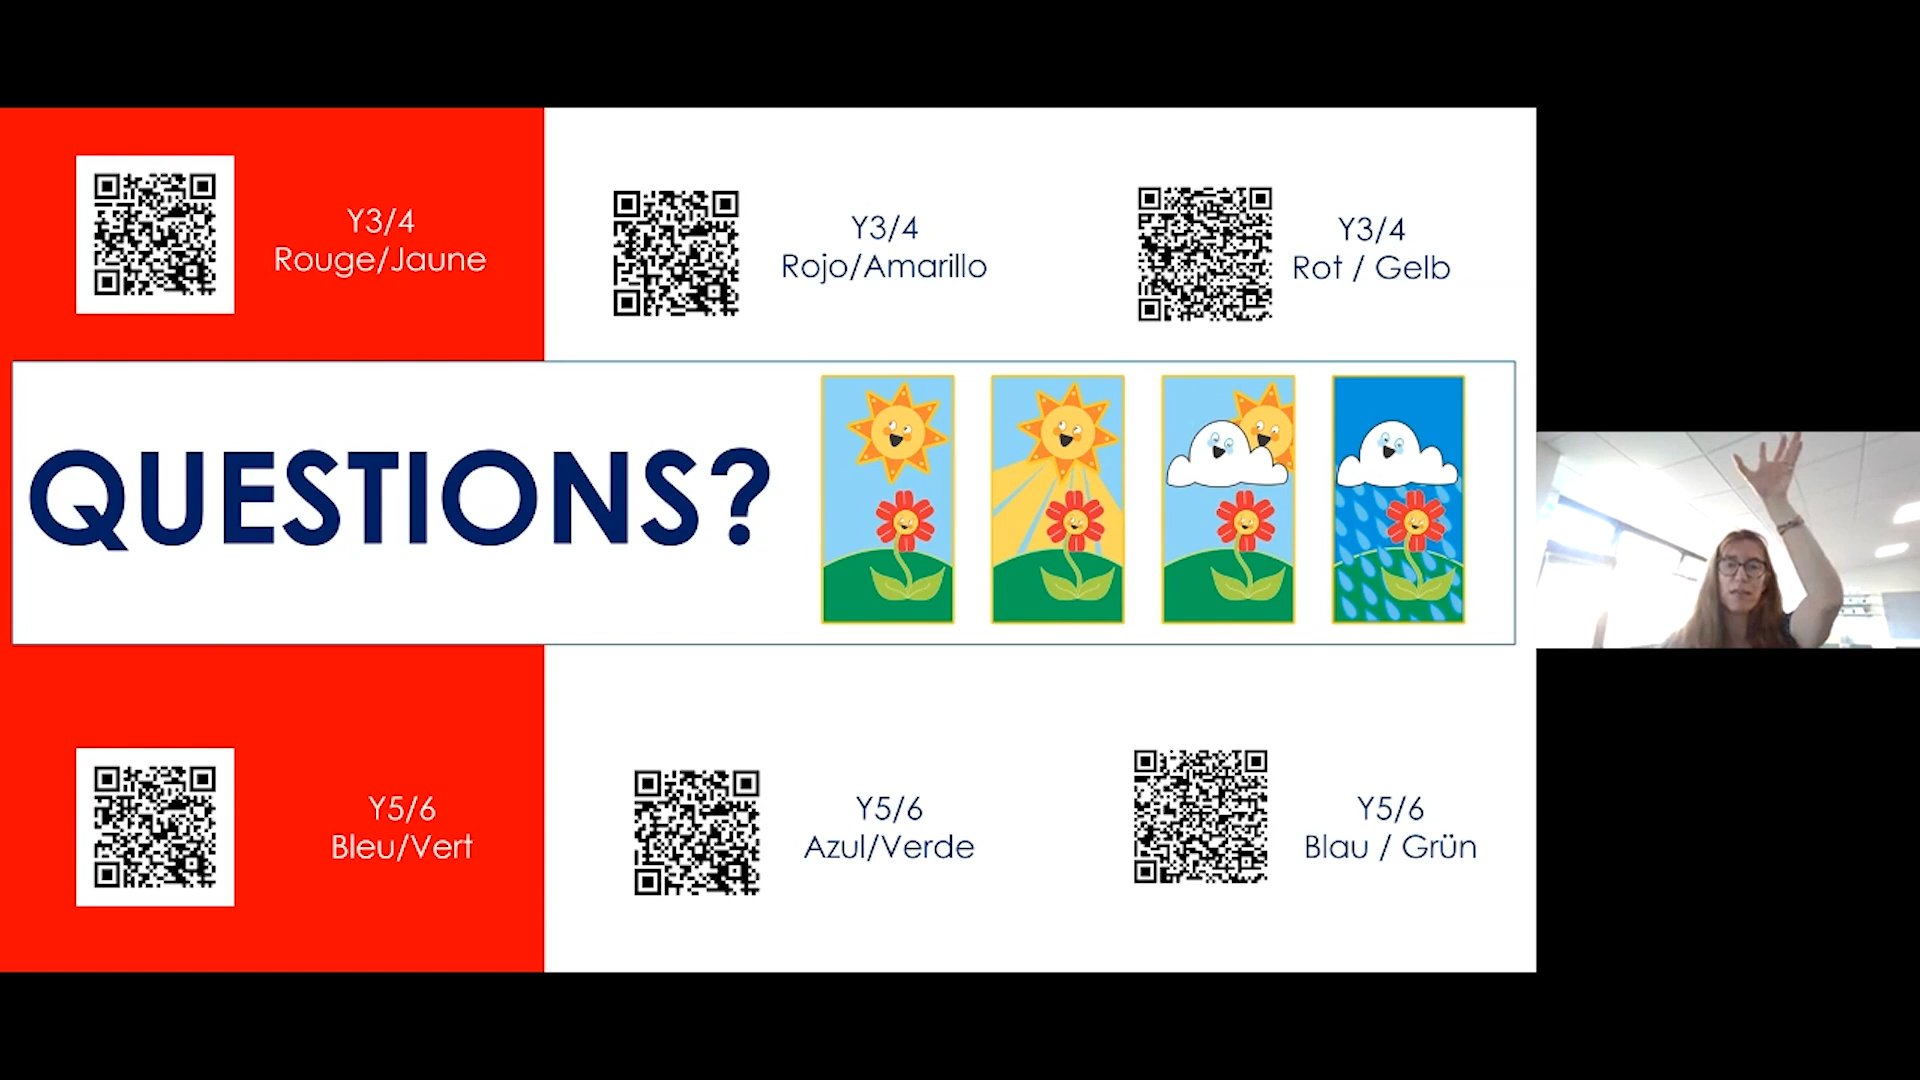 Y3/4
Rouge/Jaune
Y3/4
Rojo/Amarillo
Y3/4
Rot / Gelb
QUESTIONS?
Y5/6
Bleu/Vert
Y5/6
Azul/Verde
Y5/6
Blau / Grün